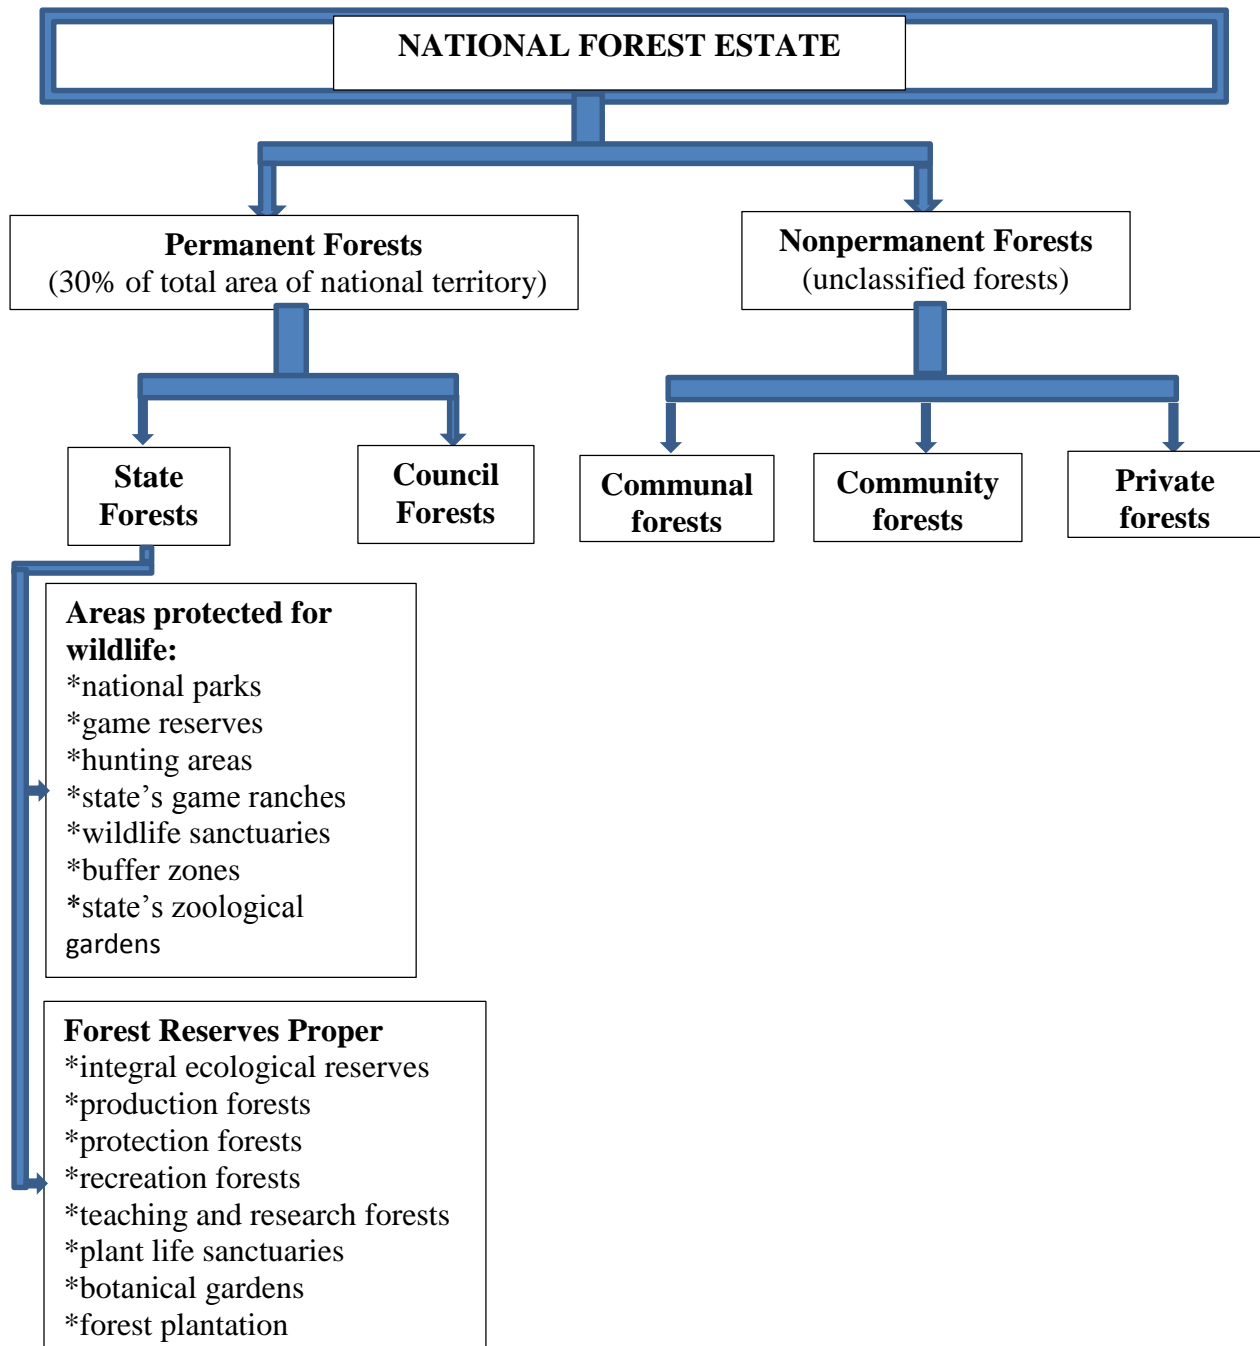 NATIONAL FOREST ESTATE
Permanent Forests
(30% of total area of national territory)
Nonpermanent Forests
(unclassified forests)
State
Forests
Council
Forests
Communal
forests
Community
forests
Private
forests
Areas protected for
wildlife:
*national parks
*game reserves
*hunting areas
*state’s game ranches
*wildlife sanctuaries
*buffer zones
*state’s zoological
gardens
Forest Reserves Proper
*integral ecological reserves
*production forests
*protection forests
*recreation forests
*teaching and research forests
*plant life sanctuaries
*botanical gardens
*forest plantation